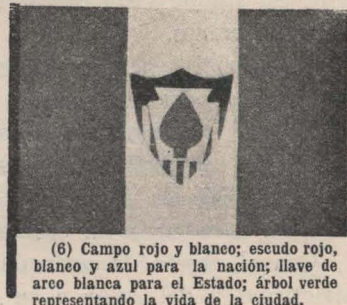 (6) Campo rojo y blanco; escudo rojo,
blanco y azul para la nación; llave de
arco blanca para el Estado; árbol verde
representando la vida de la ciudad.